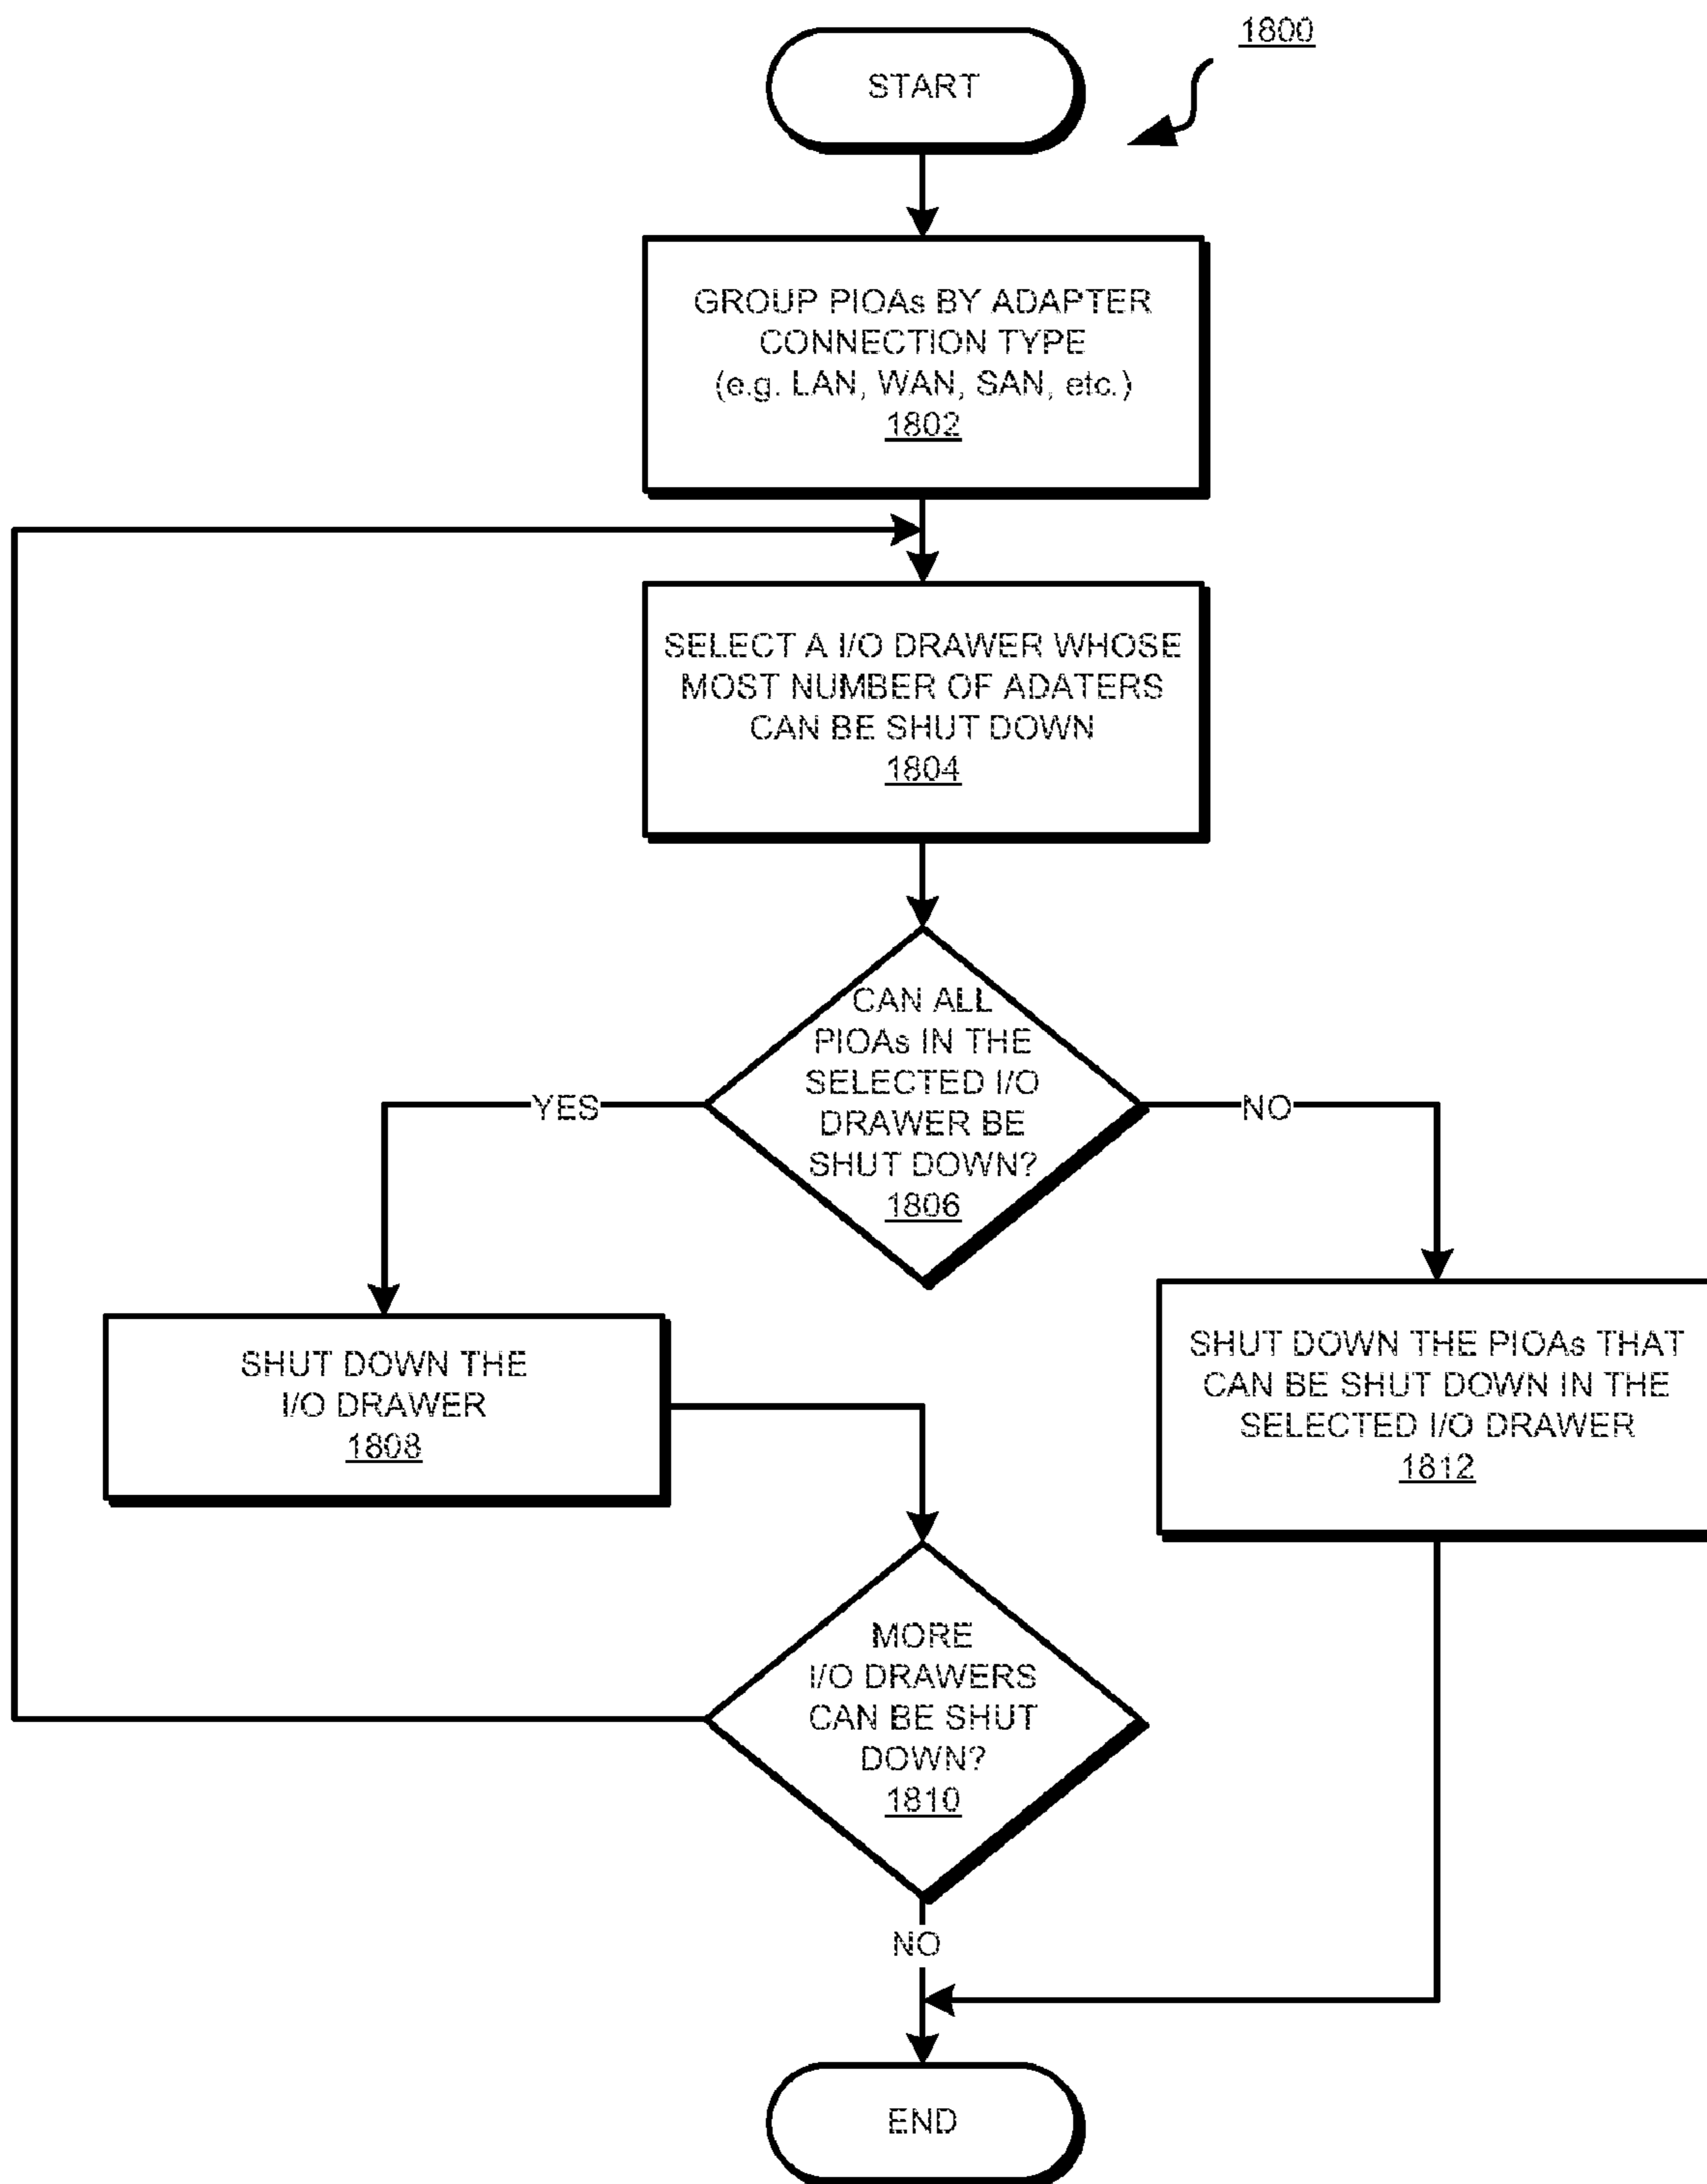 1800
START
GROUP PIOAs BY ADAPTER
CONNECTION TYPE
(e.g. LAN, WAN, SAN, etc.)
1802
SELECT A I/O DRAWER WHOSE
MOST NUMBER OF ADATERS
CAN BE SHUT DOWN
1804
CAN ALL
PIOAs IN THE
SELECTED I/O
DRAWER BE
SHUT DOWN?
1806
YES
NO
SHUT DOWN THE
I/O DRAWER
1808
SHUT DOWN THE PIOAs THAT
CAN BE SHUT DOWN IN THE
SELECTED I/O DRAWER
1812
MORE
I/O DRAWERS
CAN BE SHUT
DOWN?
1810
NO
END